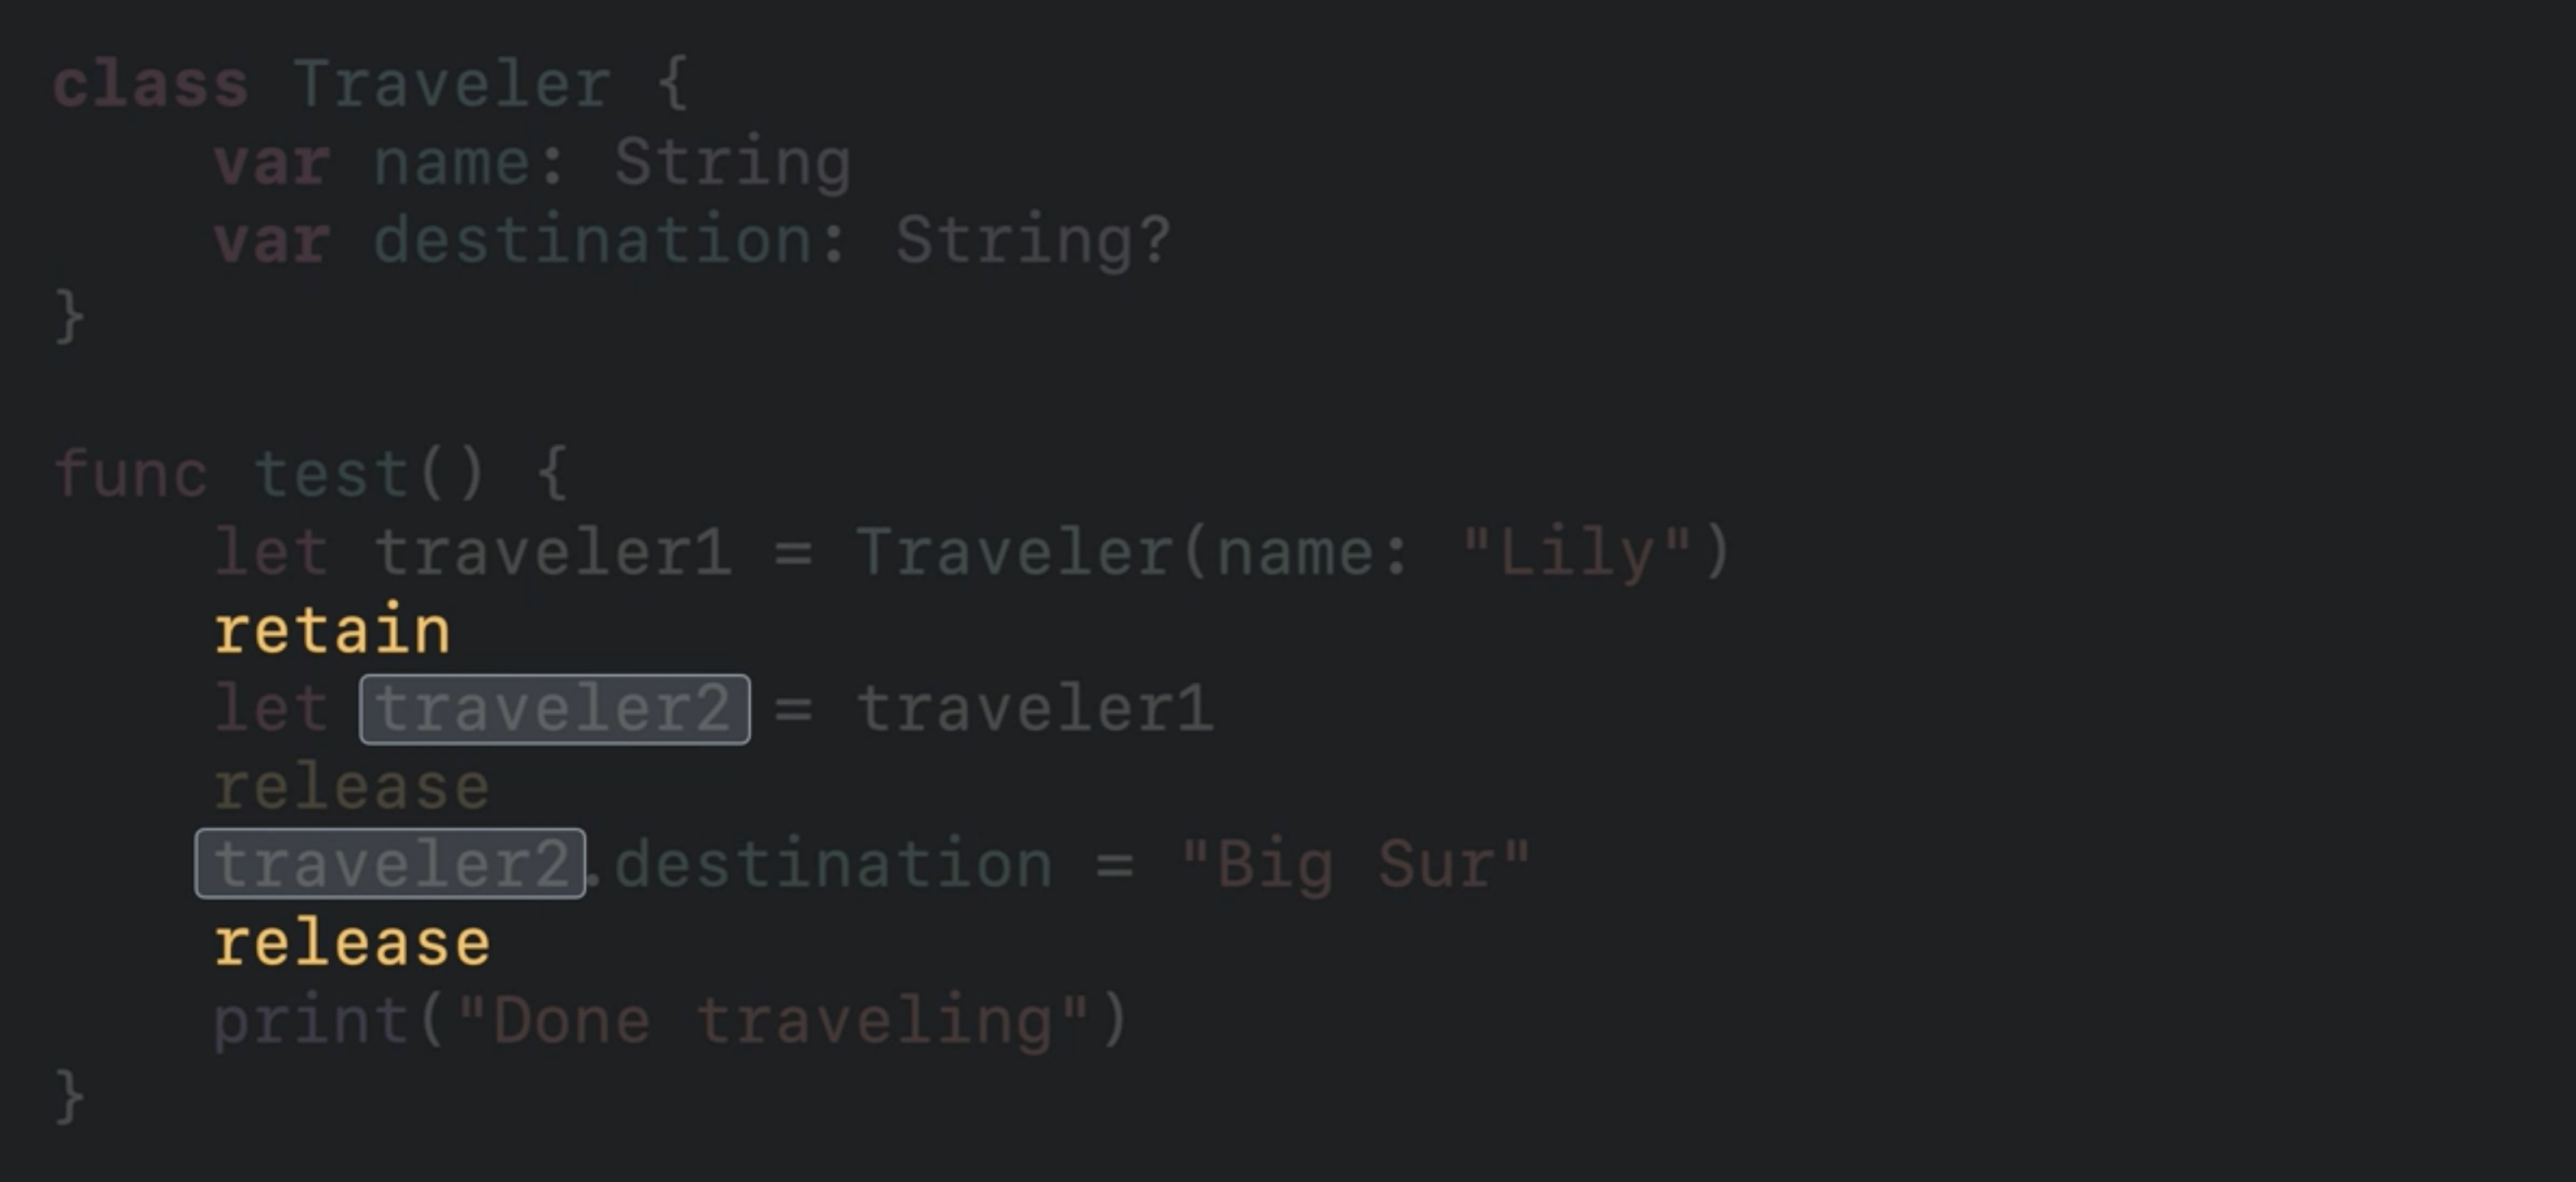 class Traveler {
    var name: String
    var destination: String?
}
func test() {
    let traveler1 = Traveler(name: "Lily")
    retain
    let traveler2 = traveler1
    release
    traveler2.destination = "Big Sur"
    release
    print("Done traveling")
}